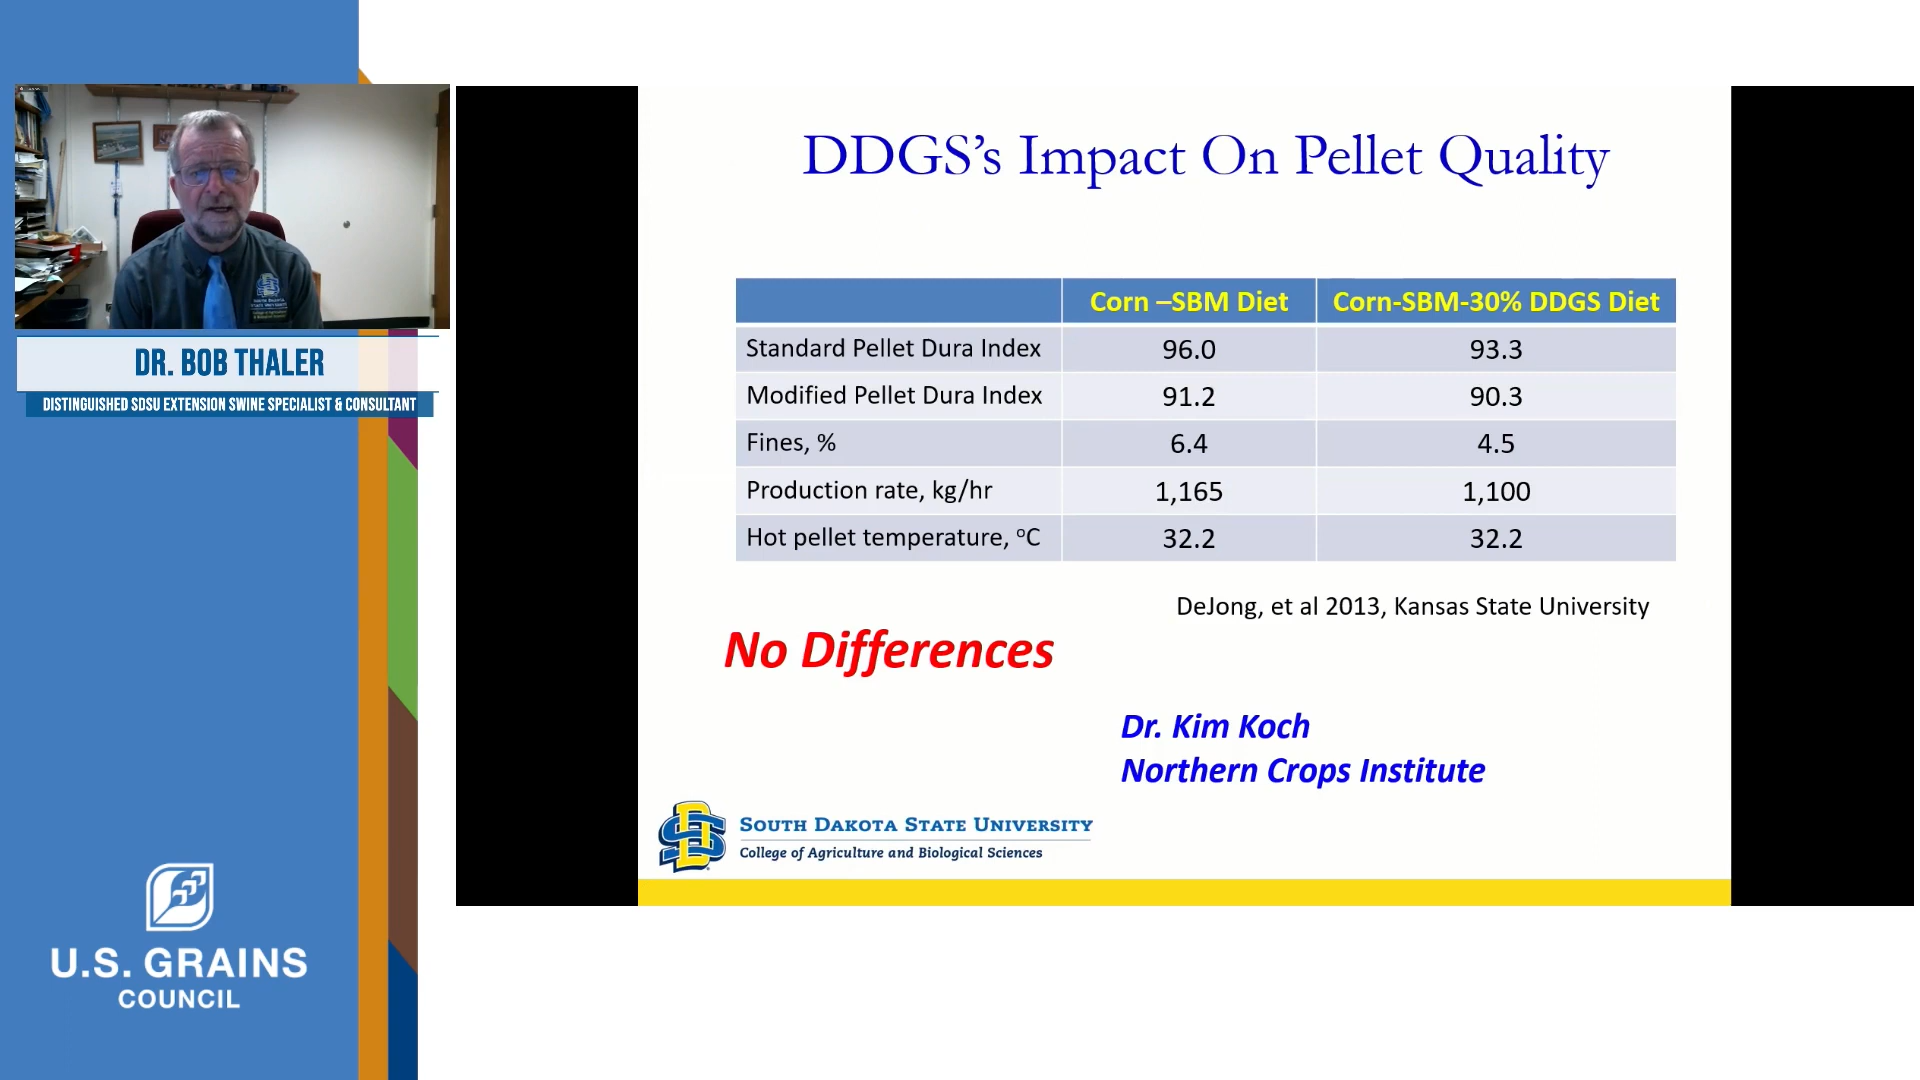 DR. BOB THALER
DISTINGUISHED SDSU EXTENSION SWINE SPECIALIST & CONSULTANT
U.S. GRAINS
COUNCIL
DDGS's Impact On Pellet Quality
Corn –SBM Diet Corn-SBM-30% DDGS Diet
Standard Pellet Dura Index 96.0 93.3
Modified Pellet Dura Index 91.2 90.3
Fines, % 6.4 4.5
Production rate, kg/hr 1,165 1,100
Hot pellet temperature, °C 32.2 32.2
DeJong, et al 2013, Kansas State University
No Differences
Dr. Kim Koch
Northern Crops Institute
SOUTH DAKOTA STATE UNIVERSITY
College of Agriculture and Biological Sciences